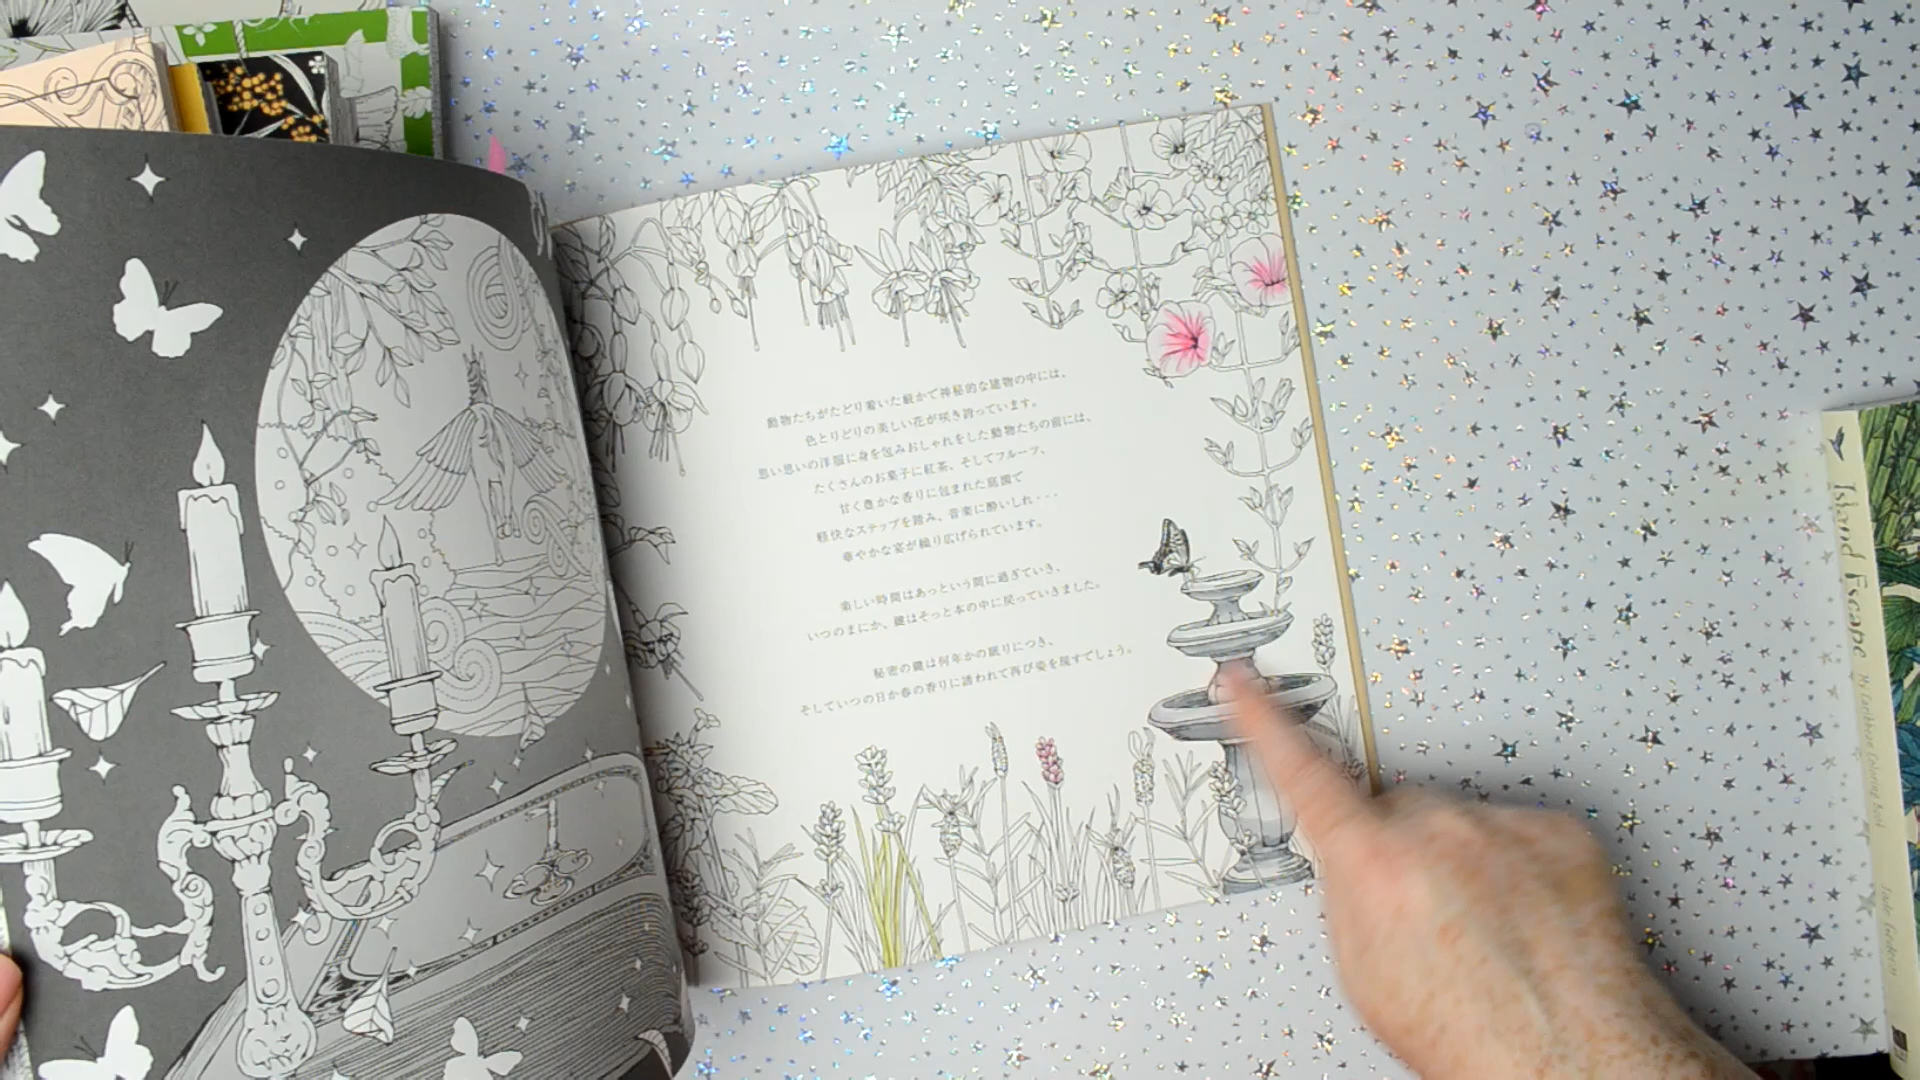 動物たちがたどり着いた厳かで神秘的な建物の中には、
色とりどりの美しい花が咲き誇っています。
思い思いの洋服に身を包みおしゃれをした動物たちの前には、
たくさんのお菓子に紅茶、そしてフルーツ、
甘く豊かな香りに包まれた庭園で
軽快なステップを踏み、音楽に酔いしれ・・・
華やかな宴が繰り広げられています。
楽しい時間はあっという間に過ぎていき、
いつのまにか、鍵はそっと本の中に戻っていきました。
秘密の鍵は何年かの眠りにつき、
そしていつの日か春の香りに誘われて再び姿を現すでしょう。
Island Escape
My Caribbean Coloring Book
Jade Gedeon